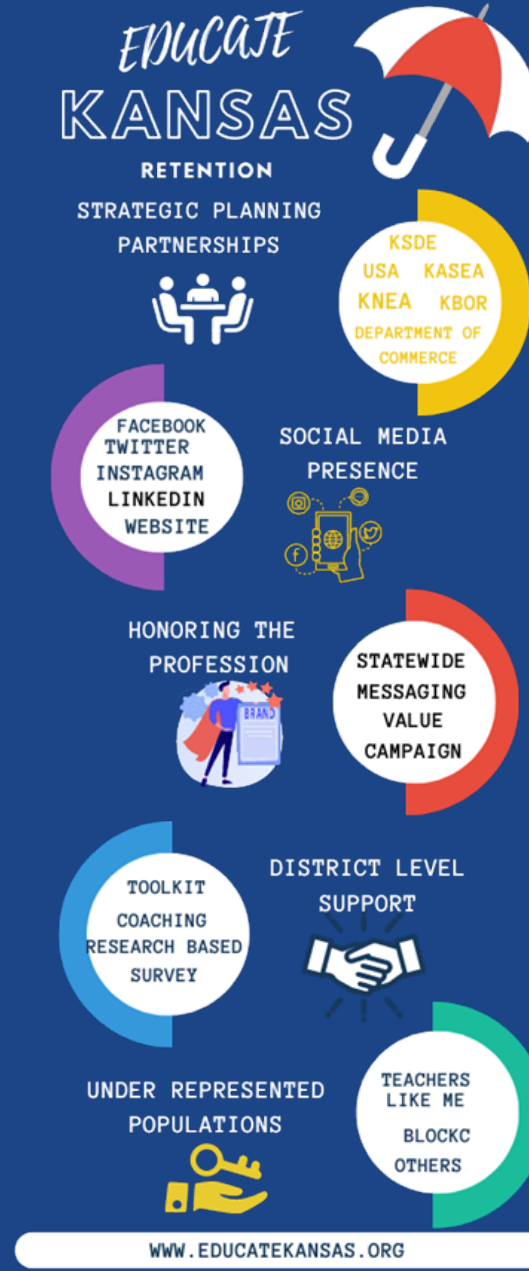 EDUCATE
KANSAS
RETENTION
STRATEGIC PLANNING
PARTNERSHIPS
KSDE
USA KASEA
KNEA KBOR
DEPARTMENT OF
COMMERCE
FACEBOOK
TWITTER
INSTAGRAM
LINKEDIN
WEBSITE
SOCIAL MEDIA
PRESENCE
HONORING THE
PROFESSION
BRAND
STATEWIDE
MESSAGING
VALUE
CAMPAIGN
TOOLKIT
COACHING
RESEARCH BASED
SURVEY
DISTRICT LEVEL
SUPPORT
UNDER REPRESENTED
POPULATIONS
TEACHERS
LIKE ME
BLOCKC
OTHERS
WWW.EDUCATEKANSAS.ORG